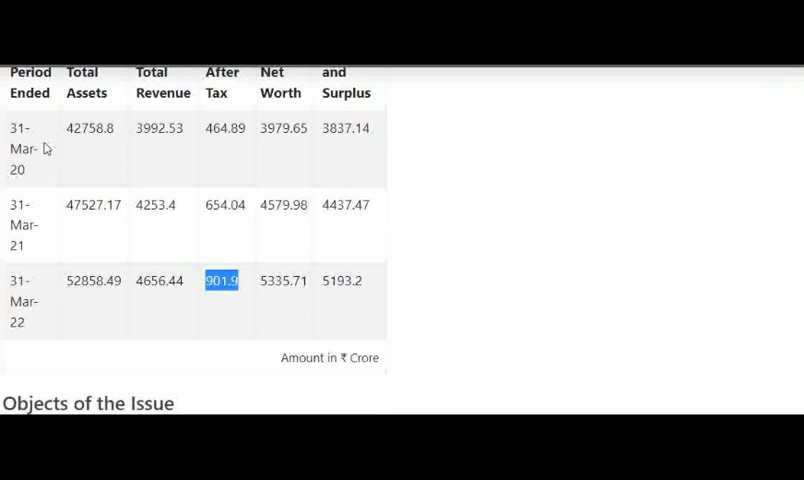 Period Total Total After Net and
Ended Assets Revenue Tax Worth Surplus
31- 42758.8 3992.53 464.89 3979.65 3837.14
Mar-
20
31- 47527.17 4253.4 654.04 4579.98 4437.47
Mar-
21
31- 52858.49 4656.44 901.9 5335.71 5193.2
Mar-
22
Amount in ₹ Crore
Objects of the Issue